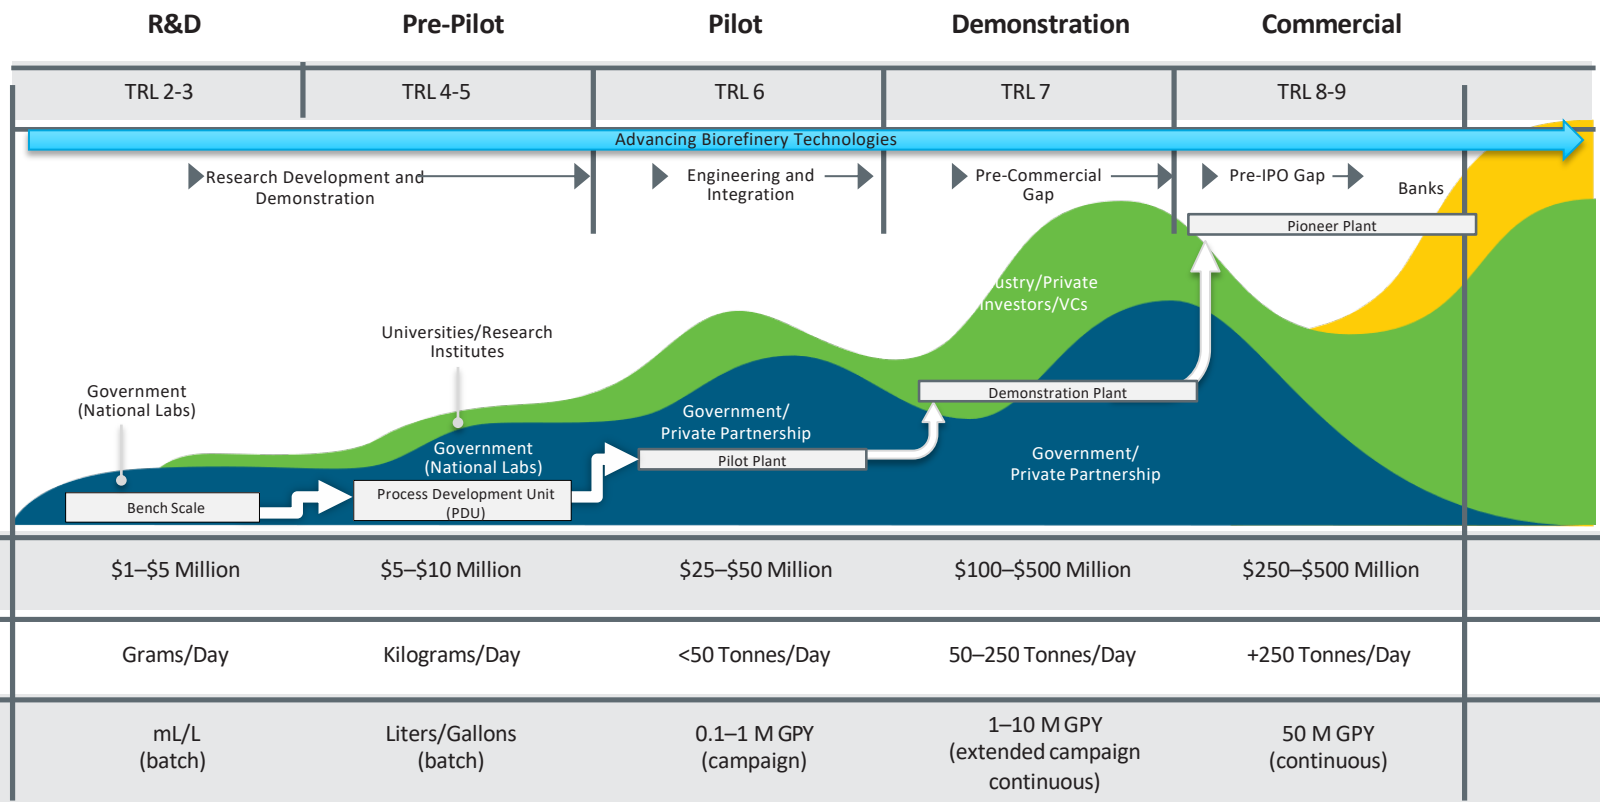 R&D
Pre-Pilot
Pilot
Demonstration
Commercial
TRL 2-3
TRL 4-5
TRL 6
TRL 7
TRL 8-9
Advancing Biorefinery Technologies
Research Development and
Demonstration
Engineering and
Integration
Pre-Commercial
Gap
Pre-IPO Gap
Banks
Pioneer Plant
ustry/Private
Investors/VCs
Universities/Research
Institutes
Government
(National Labs)
Demonstration Plant
Government/
Private Partnership
Government
(National Labs)
Pilot Plant
Government/
Private Partnership
Process Development Unit
(PDU)
Bench Scale
$1–$5 Million
$5–$10 Million
$25–$50 Million
$100–$500 Million
$250–$500 Million
Grams/Day
Kilograms/Day
<50 Tonnes/Day
50–250 Tonnes/Day
+250 Tonnes/Day
mL/L
(batch)
Liters/Gallons
(batch)
0.1–1 M GPY
(campaign)
1–10 M GPY
(extended campaign
continuous)
50 M GPY
(continuous)